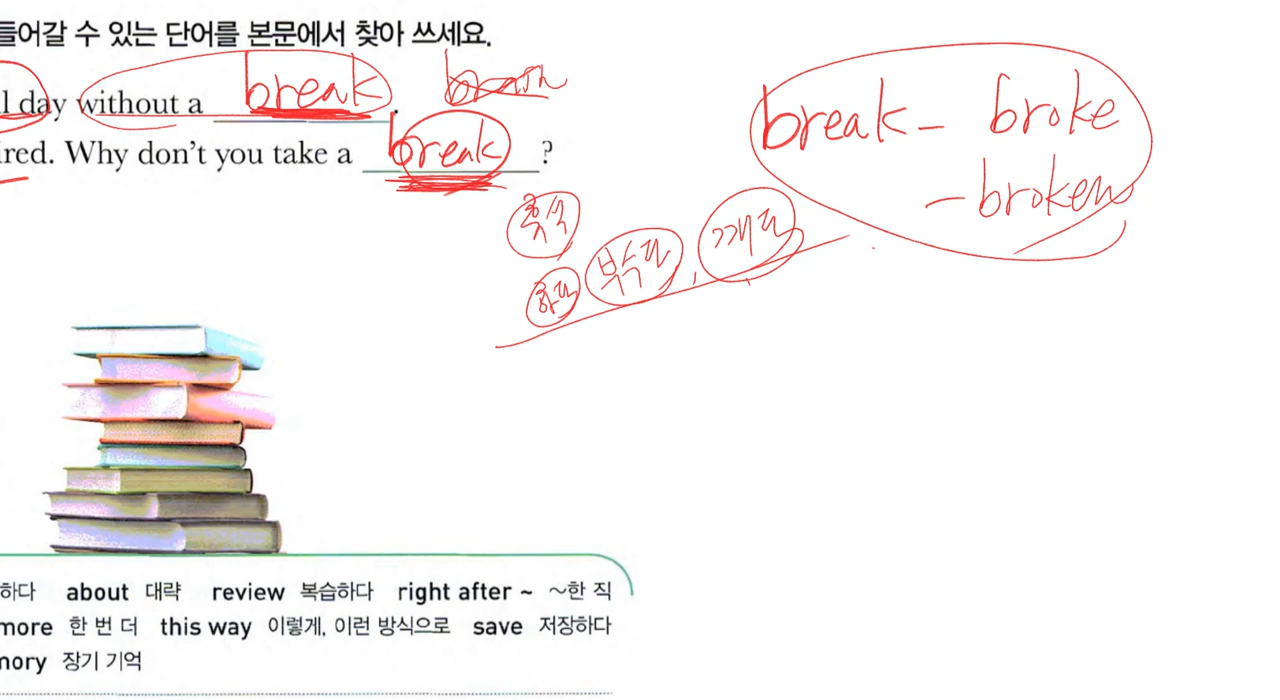 들어갈 수 있는 단어를 본문에서 찾아 쓰세요.
l day without a break.
ired. Why don't you take a break ?
break - broke
- broken
휴식
부수다, 깨다
하다 about 대략 review 복습하다 right after ~ ~한 직
more 한 번 더 this way 이렇게, 이런 방식으로 save 저장하다
mory 장기 기억